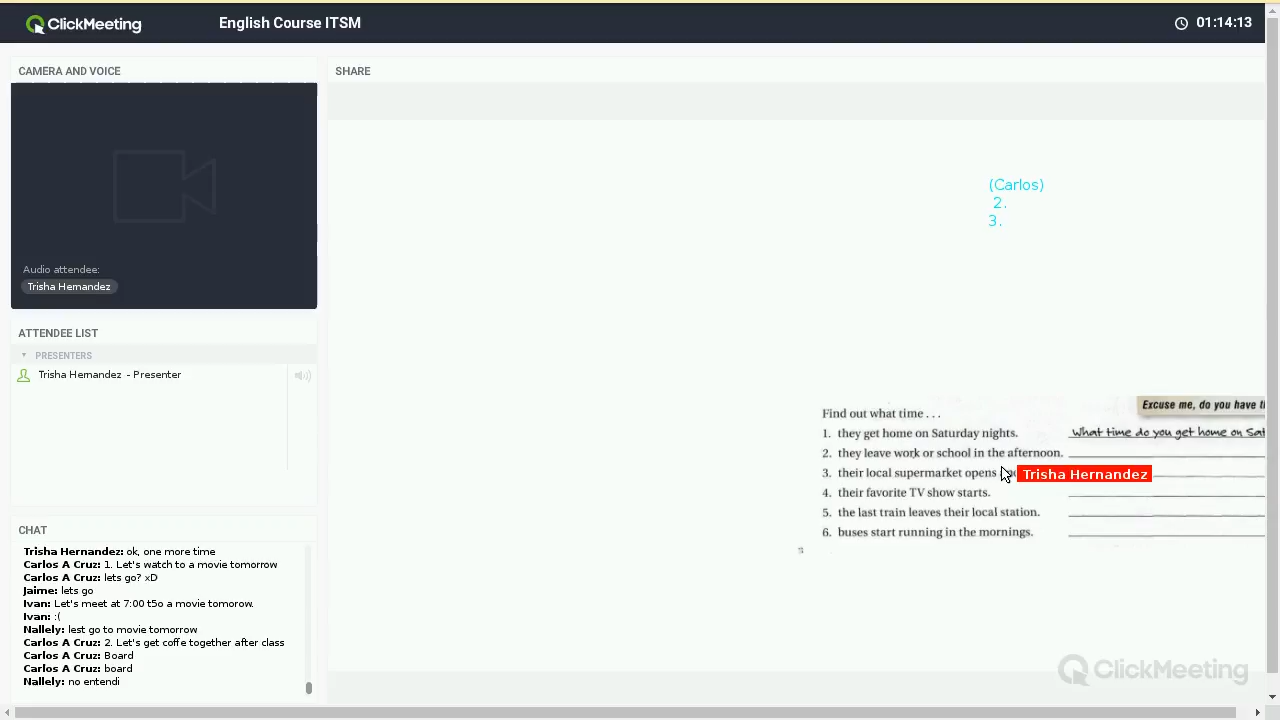 ClickMeeting
English Course ITSM
01:14:13
CAMERA AND VOICE
Audio attendee:
Trisha Hernandez
ATTENDEE LIST
PRESENTERS
Trisha Hernandez - Presenter
CHAT
Trisha Hernandez: ok, one more time
Carlos A Cruz: 1. Let's watch to a movie tomorrow
Carlos A Cruz: lets go? xD
Jaime: lets go
Ivan: Let's meet at 7:00 t5o a movie tomorow.
Ivan: :(
Nallely: lest go to movie tomorrow
Carlos A Cruz: 2. Let's get coffe together after class
Carlos A Cruz: Board
Carlos A Cruz: board
Nallely: no entendi
SHARE
(Carlos)
2.
3.
Excuse me, do you have
Find out what time . . .
1. they get home on Saturday nights. What time do you get home on
2. they leave work or school in the afternoon.
3. their local supermarket opens
Trisha Hernandez
4. their favorite TV show starts.
5. the last train leaves their local station.
6. buses start running in the mornings.
ClickMeeting